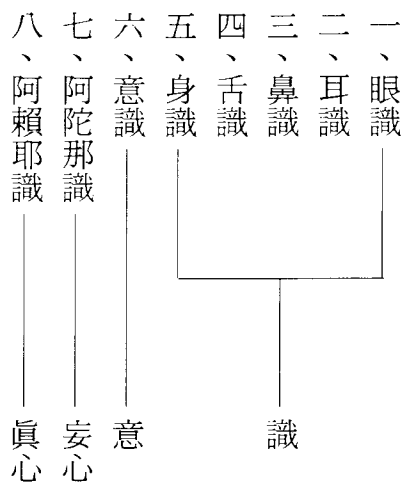 一、眼識
二、耳識
三、鼻識
四、舌識
五、身識
六、意識
七、阿陀那識
八、阿賴耶識
識
意
妄心
眞心